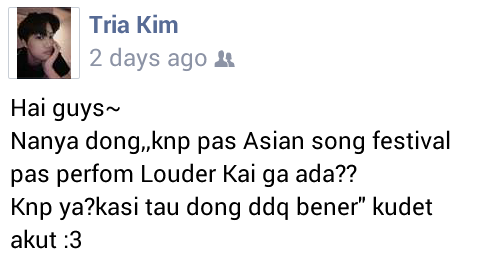 Tria Kim
2 days ago
Hai guys~
Nanya dong,,knp pas Asian song festival
pas perfom Louder Kai ga ada??
Knp ya?kasi tau dong ddq bener" kudet
akut :3